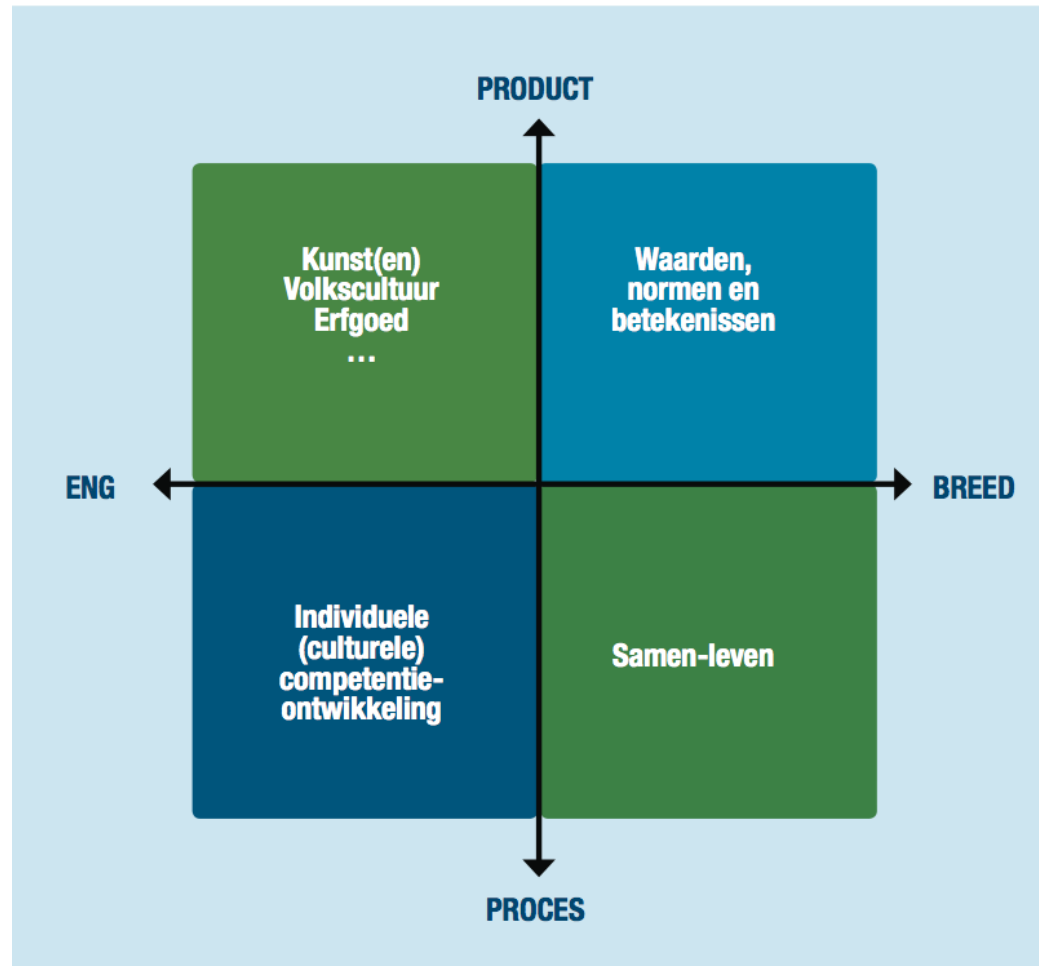 PRODUCT
Kunst(en)
Volkscultuur
Erfgoed
...
Waarden,
normen en
betekenissen
ENG
BREED
Individuele
(culturele)
competentie-
ontwikkeling
Samen-leven
PROCES